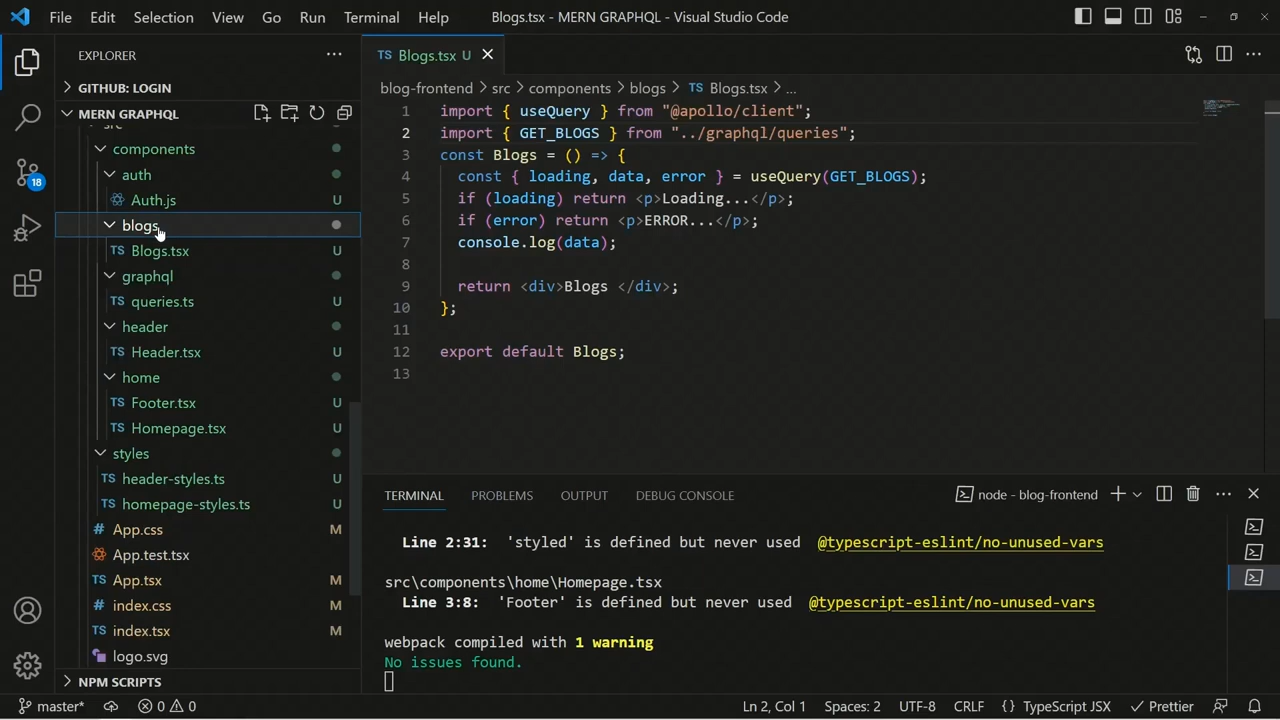 File Edit Selection View Go Run Terminal Help Blogs.tsx - MERN GRAPHQL - Visual Studio Code
EXPLORER
GITHUB: LOGIN
MERN GRAPHQL
src
components
auth
Auth.js U
blogs
TS Blogs.tsx U
graphql
TS queries.ts U
header
TS Header.tsx U
home
TS Footer.tsx U
TS Homepage.tsx U
styles
TS header-styles.ts U
TS homepage-styles.ts U
# App.css M
App.test.tsx
TS App.tsx M
# index.css M
TS index.tsx M
logo.svg
NPM SCRIPTS
18
TS Blogs.tsx U
blog-frontend > src > components > blogs > TS Blogs.tsx > ...
1 import { useQuery } from "@apollo/client";
2 import { GET_BLOGS } from "../graphql/queries";
3 const Blogs = () => {
4 const { loading, data, error } = useQuery(GET_BLOGS);
5 if (loading) return <p>Loading...</p>;
6 if (error) return <p>ERROR...</p>;
7 console.log(data);
8
9 return <div>Blogs </div>;
10 };
11
12 export default Blogs;
13
TERMINAL PROBLEMS OUTPUT DEBUG CONSOLE node - blog-frontend
Line 2:31: 'styled' is defined but never used @typescript-eslint/no-unused-vars
src\components\home\Homepage.tsx
Line 3:8: 'Footer' is defined but never used @typescript-eslint/no-unused-vars
webpack compiled with 1 warning
No issues found.
master* 0 0 Ln 2, Col 1 Spaces: 2 UTF-8 CRLF { } TypeScript JSX Prettier